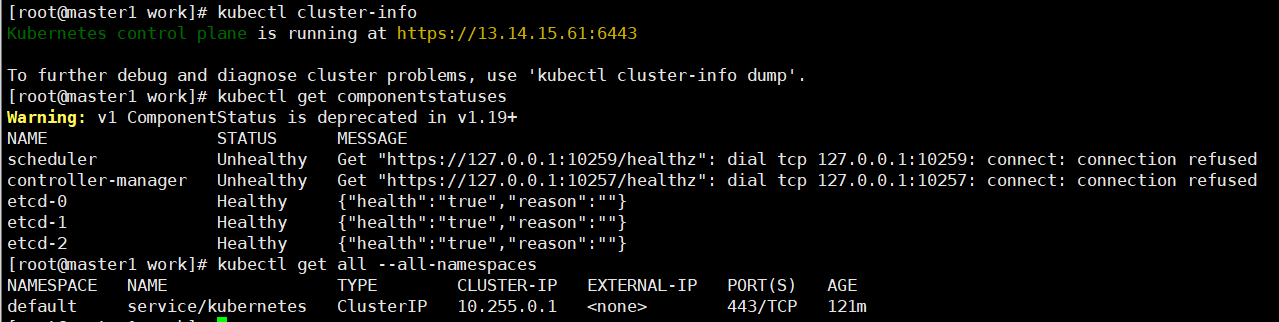 [root@master1 work]# kubectl cluster-info
Kubernetes control plane is running at https://13.14.15.61:6443
To further debug and diagnose cluster problems, use 'kubectl cluster-info dump'.
[root@master1 work]# kubectl get componentstatuses
Warning: v1 ComponentStatus is deprecated in v1.19+
NAME                 STATUS      MESSAGE
scheduler            Unhealthy   Get "https://127.0.0.1:10259/healthz": dial tcp 127.0.0.1:10259: connect: connection refused
controller-manager   Unhealthy   Get "https://127.0.0.1:10257/healthz": dial tcp 127.0.0.1:10257: connect: connection refused
etcd-0               Healthy     {"health":"true","reason":""}
etcd-1               Healthy     {"health":"true","reason":""}
etcd-2               Healthy     {"health":"true","reason":""}
[root@master1 work]# kubectl get all --all-namespaces
NAMESPACE   NAME                 TYPE        CLUSTER-IP   EXTERNAL-IP   PORT(S)   AGE
default     service/kubernetes   ClusterIP   10.255.0.1   <none>        443/TCP   121m